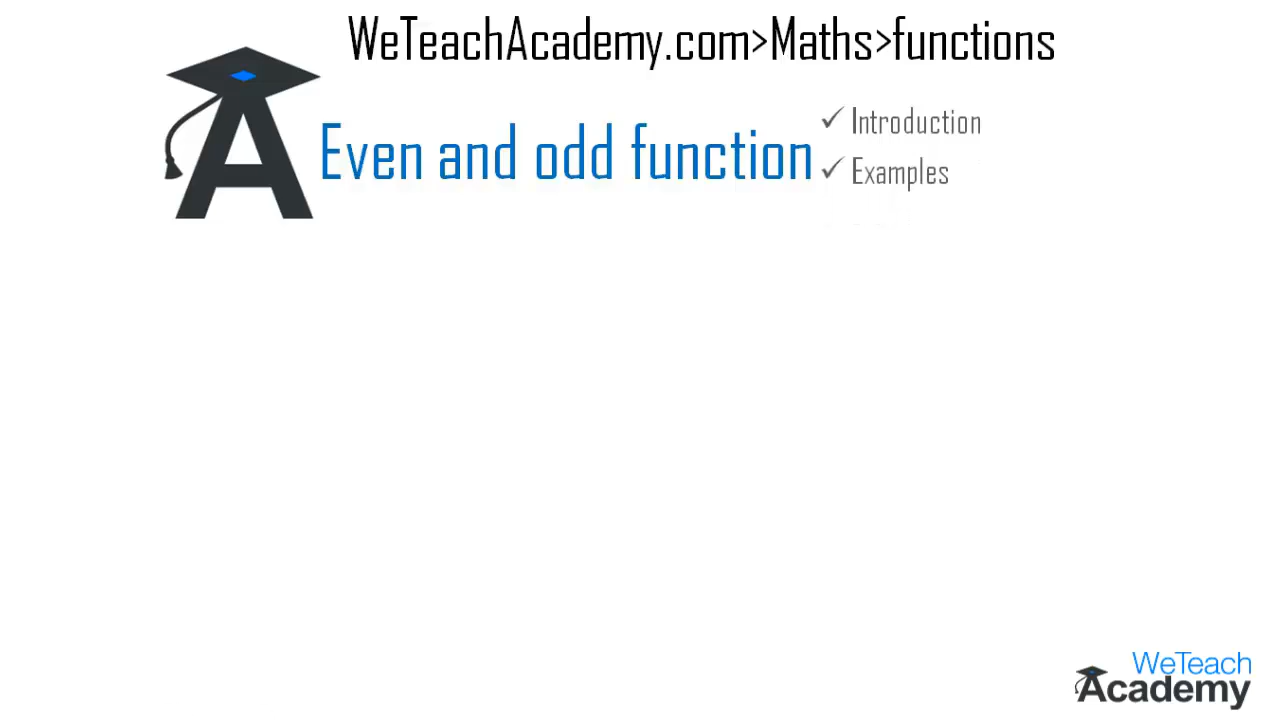 WeTeachAcademy.com>Maths>functions
Even and odd function
✓ Introduction
✓ Examples
WeTeach
Academy